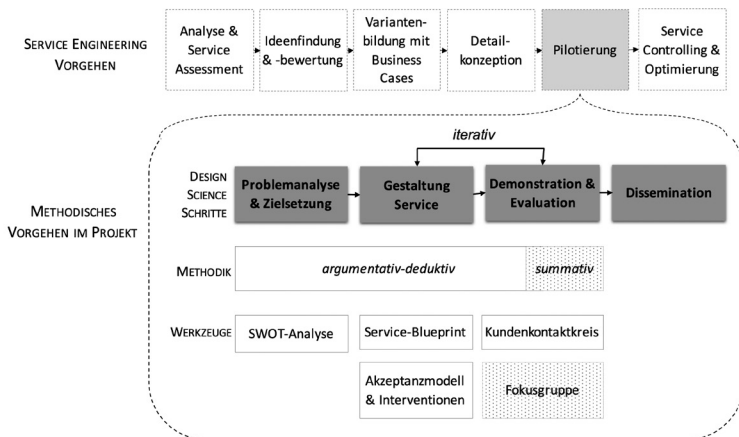 SERVICE ENGINEERING
VORGEHEN
Analyse &
Service
Assessment
Ideenfindung
& -bewertung
Varianten-
bildung mit
Business
Cases
Detail-
konzeption
Pilotierung
Service
Controlling &
Optimierung
METHODISCHES
VORGEHEN IM PROJEKT
iterativ
DESIGN
SCIENCE
SCHRITTE
Problemanalyse
& Zielsetzung
Gestaltung
Service
Demonstration &
Evaluation
Dissemination
METHODIK
argumentativ-deduktiv
summativ
WERKZEUGE
SWOT-Analyse
Service-Blueprint
Kundenkontaktkreis
Akzeptanzmodell
& Interventionen
Fokusgruppe